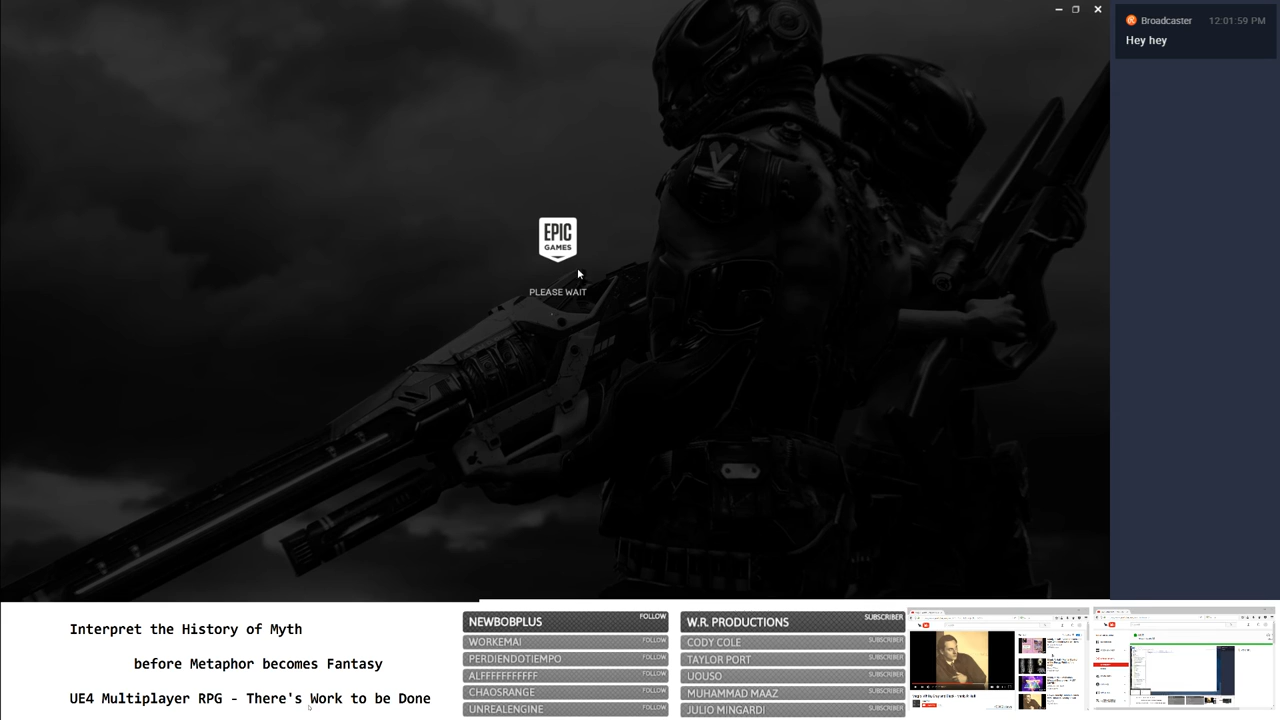 Broadcaster 12:01:59 PM
Hey hey
EPIC
GAMES
PLEASE WAIT
Interpret the History of Myth
before Metaphor becomes Fantasy
UE4 Multiplayer RPG - There's Work to be Done
NEWBOBPLUS FOLLOW
WORKEMAI FOLLOW
PERDIENDOTIEMPO FOLLOW
ALFFFFFFFFFFF FOLLOW
CHAOSRANGE FOLLOW
UNREALENGINE FOLLOW
W.R. PRODUCTIONS SUBSCRIBER
CODY COLE SUBSCRIBER
TAYLOR PORT SUBSCRIBER
UOUSO SUBSCRIBER
MUHAMMAD MAAZ SUBSCRIBER
JULIO MINGARDI SUBSCRIBER